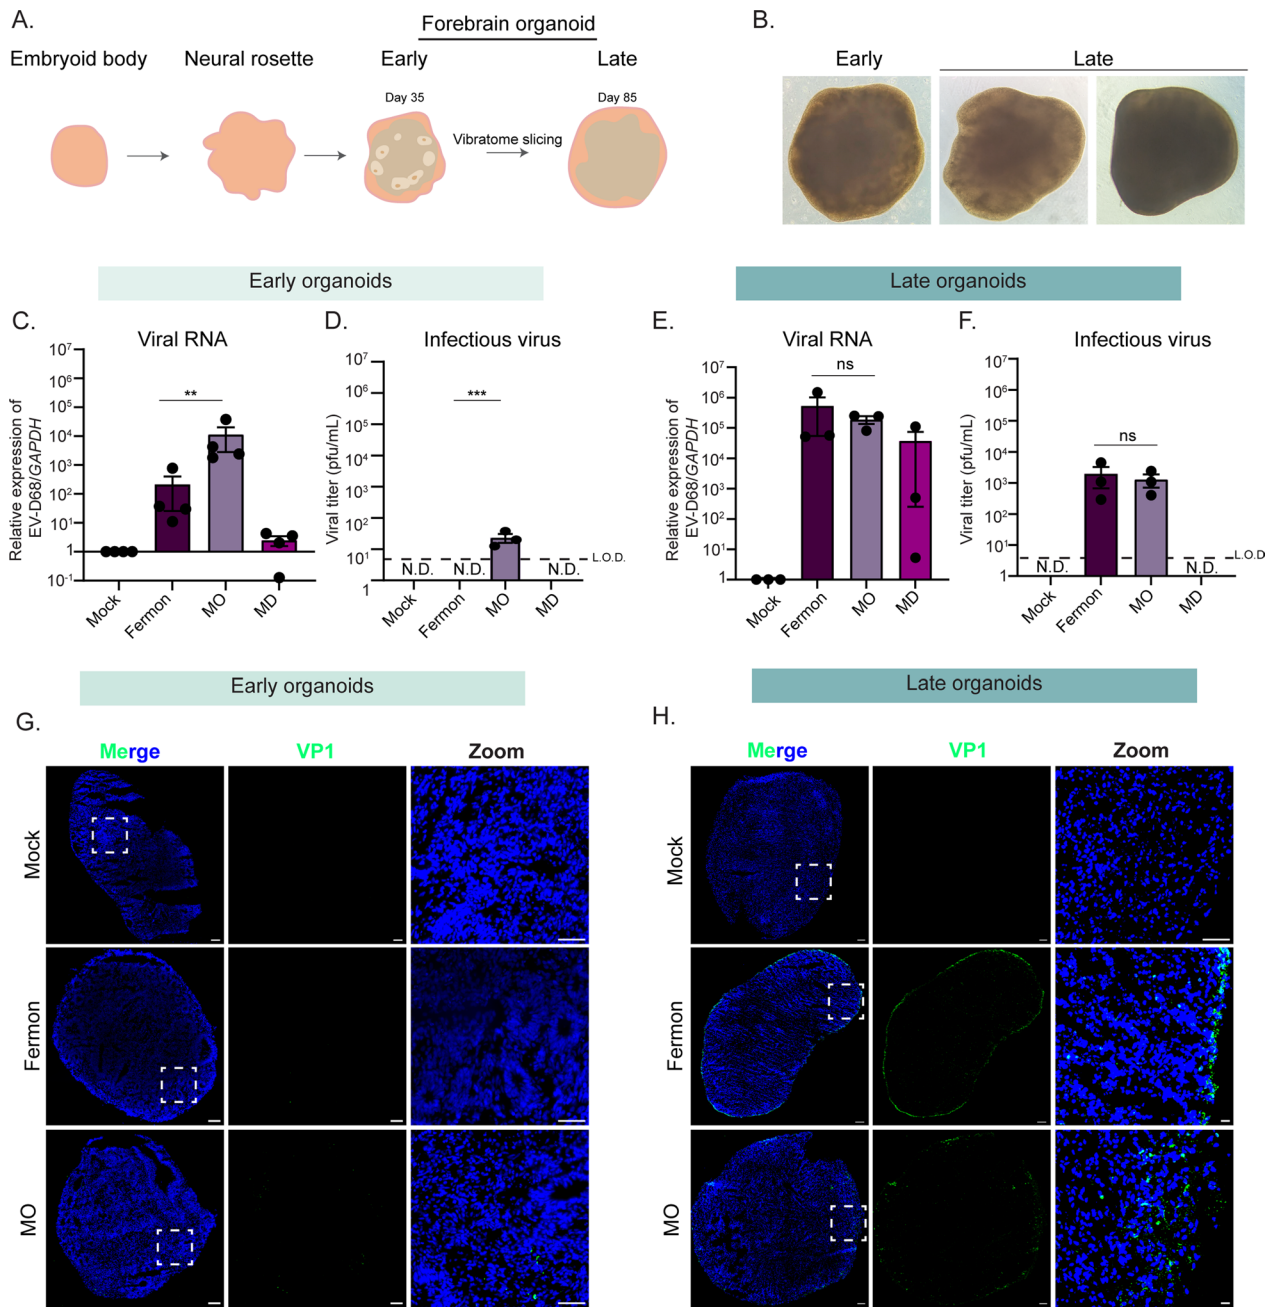 A.
Forebrain organoid
Embryoid body
Neural rosette
Early
Late
Day 35
Day 85
Vibratome slicing
B.
Early
Late
Early organoids
Late organoids
C.
Viral RNA
Relative expression of
EV-D68/GAPDH
10⁷
10⁶
10⁵
10⁴
10³
10²
10
1
10⁻¹
**
Mock
Fermon
MO
MD
D.
Infectious virus
Viral titer (pfu/mL)
10⁷
10⁶
10⁵
10⁴
10³
10²
10¹
1
***
L.O.D.
N.D.
N.D.
N.D.
Mock
Fermon
MO
MD
E.
Viral RNA
Relative expression of
EV-D68/GAPDH
10⁷
10⁶
10⁵
10⁴
10³
10²
10¹
1
ns
Mock
Fermon
MO
MD
F.
Infectious virus
Viral titer (pfu/mL)
10⁷
10⁶
10⁵
10⁴
10³
10²
10¹
1
ns
L.O.D
N.D.
N.D.
Mock
Fermon
MO
MD
Early organoids
Late organoids
G.
Merge
VP1
Zoom
Mock
Fermon
MO
H.
Merge
VP1
Zoom
Mock
Fermon
MO